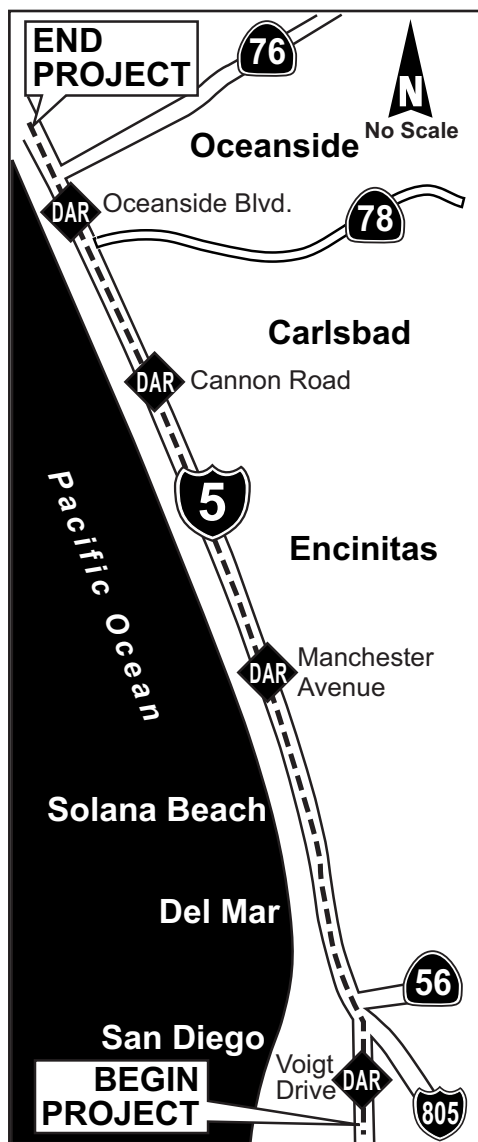 END
PROJECT
76
N
No Scale
Oceanside
DAR
Oceanside Blvd.
78
Carlsbad
DAR
Cannon Road
5
Pacific Ocean
Encinitas
DAR
Manchester
Avenue
Solana Beach
Del Mar
56
San Diego
BEGIN
PROJECT
Voigt
Drive
DAR
805